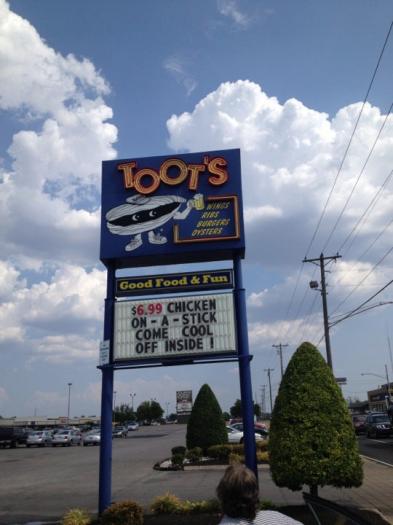 TOOT'S
WINGS
RIBS
BURGERS
OYSTERS
Good Food & Fun
$6.99 CHICKEN
ON - A - STICK
COME COOL
OFF INSIDE !